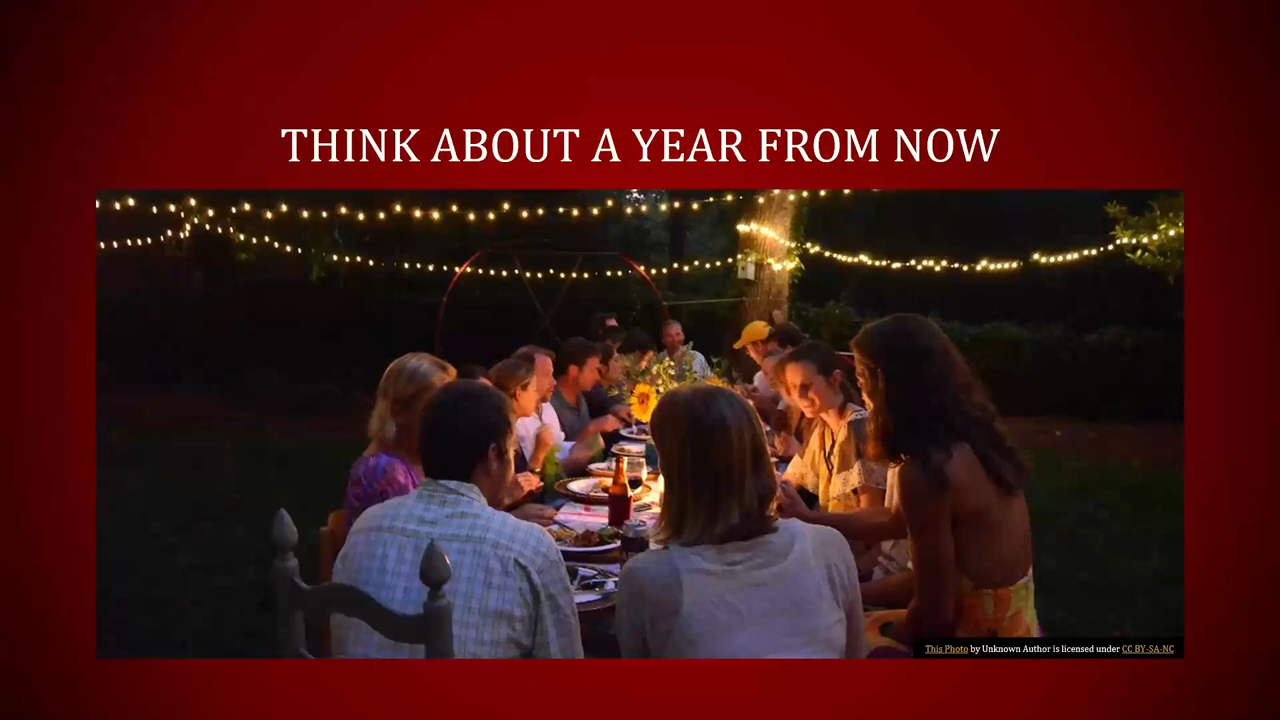 THINK ABOUT A YEAR FROM NOW
This Photo by Unknown Author is licensed under CC BY-SA-NC